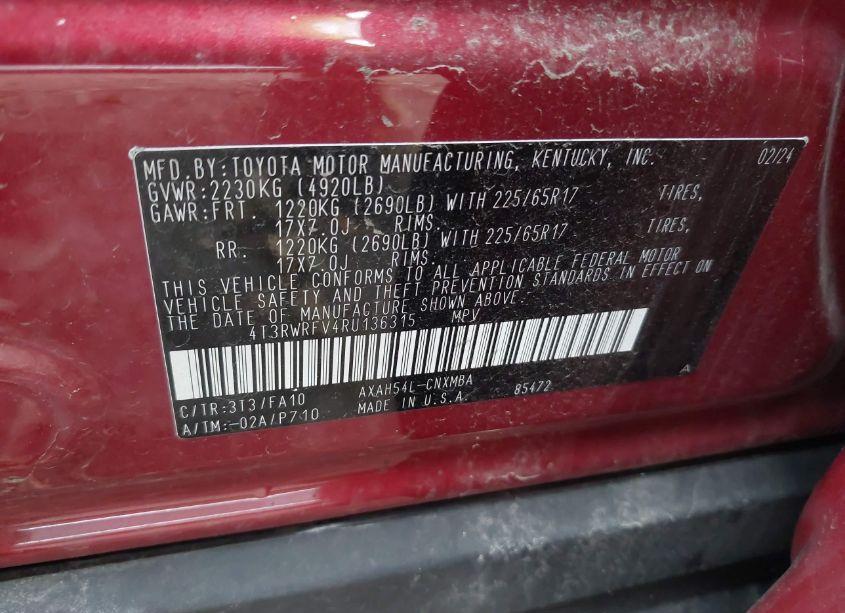 MFD.BY:TOYOTA MOTOR MANUFACTURING, KENTUCKY, INC. 02/24
GVWR:2230KG (4920LB)
GAWR:FRT. 1220KG (2690LB) WITH 225/65R17 TIRES,
17X7.0J RIMS.
RR. 1220KG (2690LB) WITH 225/65R17 TIRES,
17X7.0J RIMS.
THIS VEHICLE CONFORMS TO ALL APPLICABLE FEDERAL MOTOR
VEHICLE SAFETY AND THEFT PREVENTION STANDARDS IN EFFECT ON
THE DATE OF MANUFACTURE SHOWN ABOVE.
4T3RWRFV4RU136315 MPV
A
C/TR:3T3/FA10 AXAH54L-CNXMBA 85472
A/TM:-02A/P710 MADE IN U.S.A.